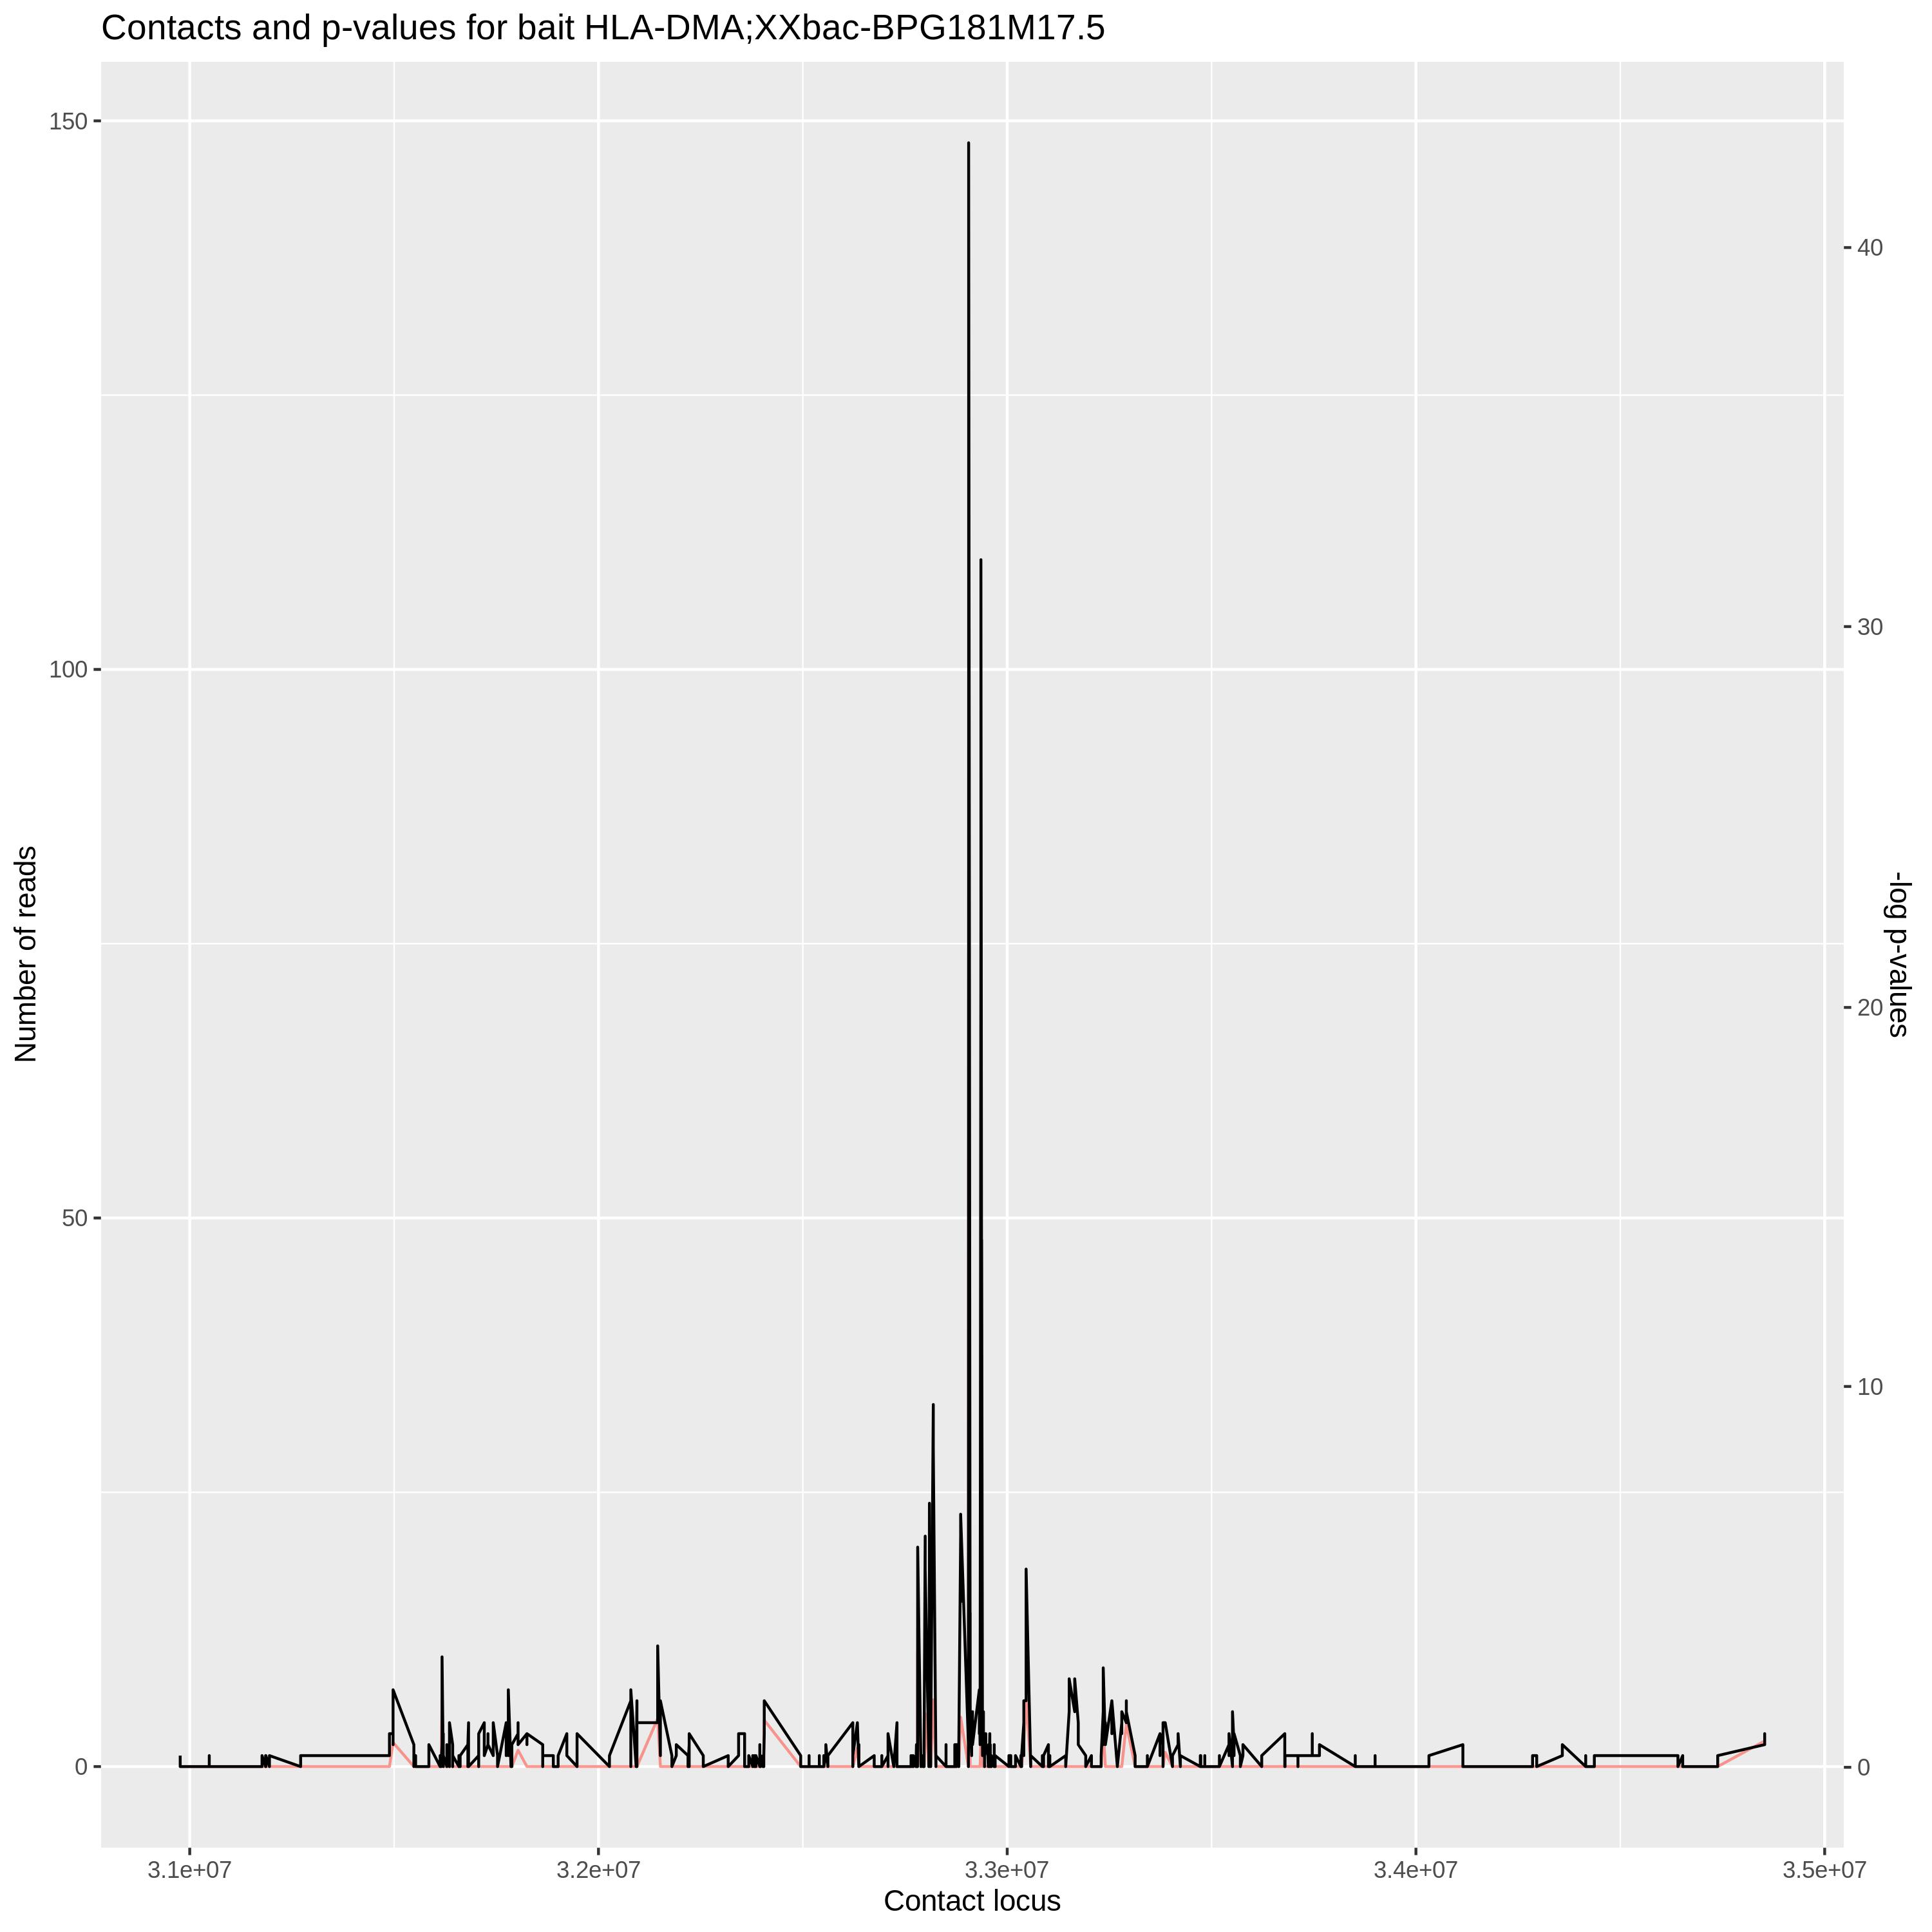 Contacts and p-values for bait HLA-DMA;XXbac-BPG181M17.5
150
100
50
0
Number of reads
40
30
20
10
0
-log p-values
3.1e+07
3.2e+07
3.3e+07
3.4e+07
3.5e+07
Contact locus